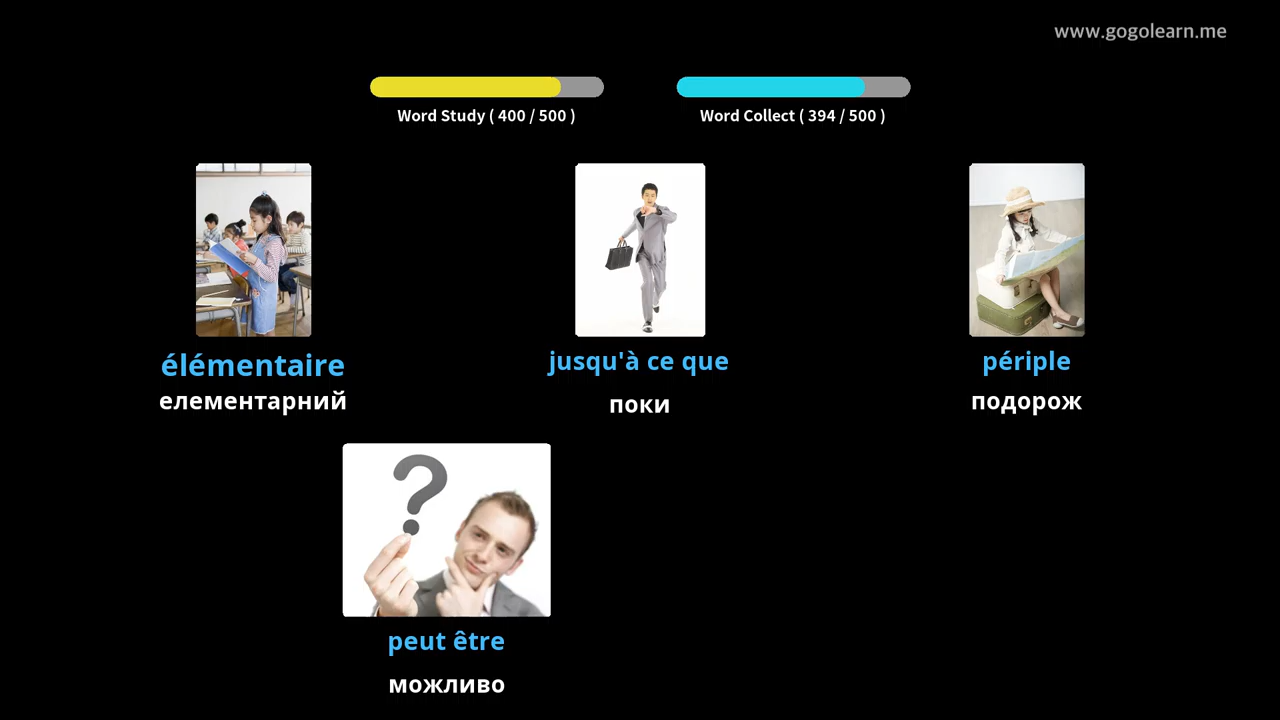 www.gogolearn.me
Word Study ( 400 / 500 )
Word Collect ( 394 / 500 )
élémentaire
елементарний
jusqu'à ce que
поки
périple
подорож
?
peut être
можливо